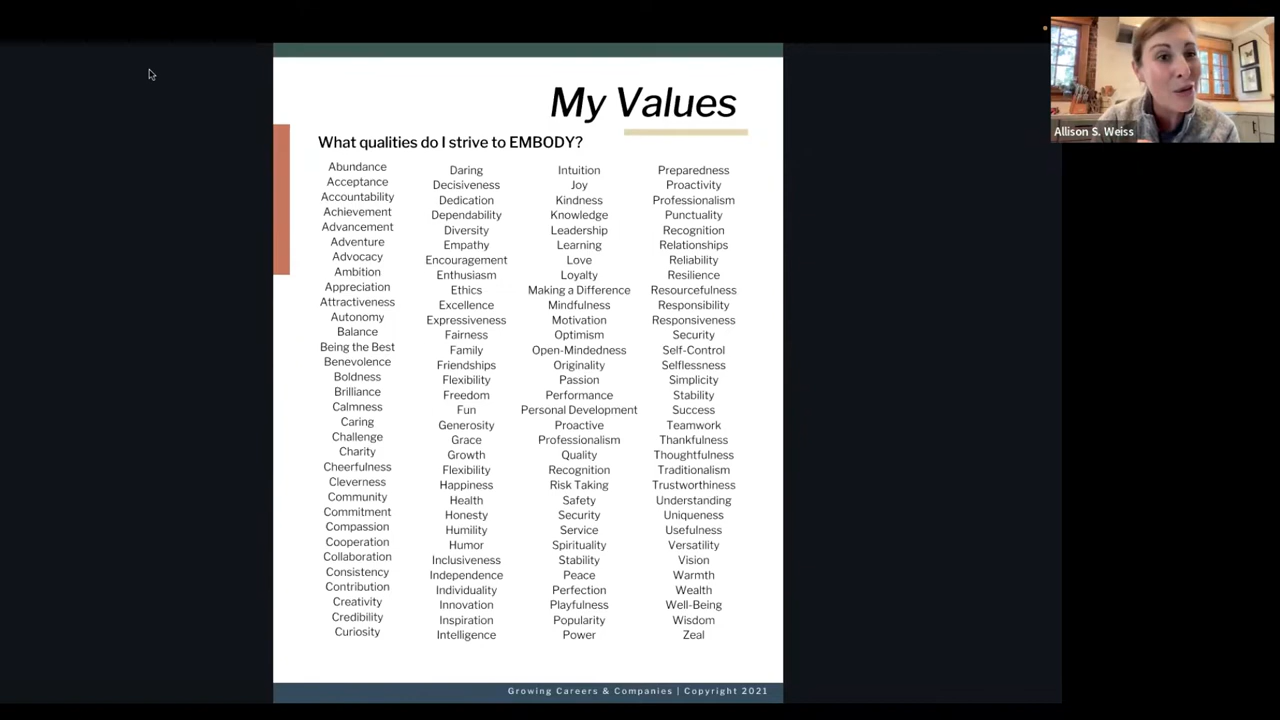 My Values
What qualities do I strive to EMBODY?
Abundance
Acceptance
Accountability
Achievement
Advancement
Adventure
Advocacy
Ambition
Appreciation
Attractiveness
Autonomy
Balance
Being the Best
Benevolence
Boldness
Brilliance
Calmness
Caring
Challenge
Charity
Cheerfulness
Cleverness
Community
Commitment
Compassion
Cooperation
Collaboration
Consistency
Contribution
Creativity
Credibility
Curiosity
Daring
Decisiveness
Dedication
Dependability
Diversity
Empathy
Encouragement
Enthusiasm
Ethics
Excellence
Expressiveness
Fairness
Family
Friendships
Flexibility
Freedom
Fun
Generosity
Grace
Growth
Flexibility
Happiness
Health
Honesty
Humility
Humor
Inclusiveness
Independence
Individuality
Innovation
Inspiration
Intelligence
Intuition
Joy
Kindness
Knowledge
Leadership
Learning
Love
Loyalty
Making a Difference
Mindfulness
Motivation
Optimism
Open-Mindedness
Originality
Passion
Performance
Personal Development
Proactive
Professionalism
Quality
Recognition
Risk Taking
Safety
Security
Service
Spirituality
Stability
Peace
Perfection
Playfulness
Popularity
Power
Preparedness
Proactivity
Professionalism
Punctuality
Recognition
Relationships
Reliability
Resilience
Resourcefulness
Responsibility
Responsiveness
Security
Self-Control
Selflessness
Simplicity
Stability
Success
Teamwork
Thankfulness
Thoughtfulness
Traditionalism
Trustworthiness
Understanding
Uniqueness
Usefulness
Versatility
Vision
Warmth
Wealth
Well-Being
Wisdom
Zeal
Growing Careers & Companies | Copyright 2021
Allison S. Weiss